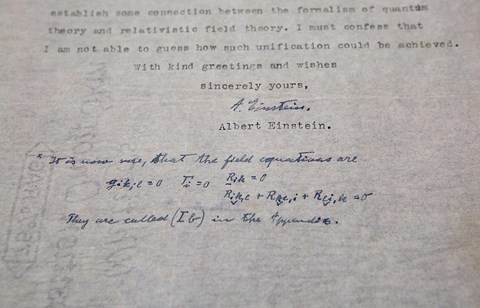 establish some connection between the formalism of quantum
theory and relativistic field theory. I must confess that
I am not able to guess how such unification could be achieved.
With kind greetings and wishes
sincerely yours,
A. Einstein.
Albert Einstein.
* It is now sure, that the field equations are
gik;l = 0 Γi = 0 Rik = 0
Rik,l + Rkl,i + Rli,k = 0
They are called (Ib) in the Appendix.